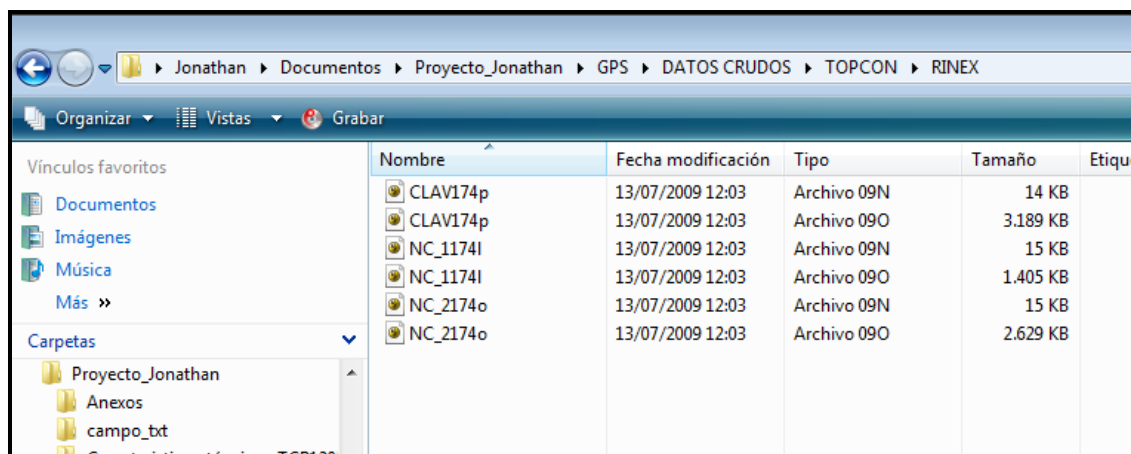 Jonathan Documentos Proyecto_Jonathan GPS DATOS CRUDOS TOPCON RINEX
Organizar Vistas Grabar
Vínculos favoritos
Documentos
Imágenes
Música
Más »
Carpetas
Proyecto_Jonathan
Anexos
campo_txt
Nombre Fecha modificación Tipo Tamaño Etique
CLAV174p 13/07/2009 12:03 Archivo 09N 14 KB
CLAV174p 13/07/2009 12:03 Archivo 09O 3.189 KB
NC_1174l 13/07/2009 12:03 Archivo 09N 15 KB
NC_1174l 13/07/2009 12:03 Archivo 09O 1.405 KB
NC_2174o 13/07/2009 12:03 Archivo 09N 15 KB
NC_2174o 13/07/2009 12:03 Archivo 09O 2.629 KB